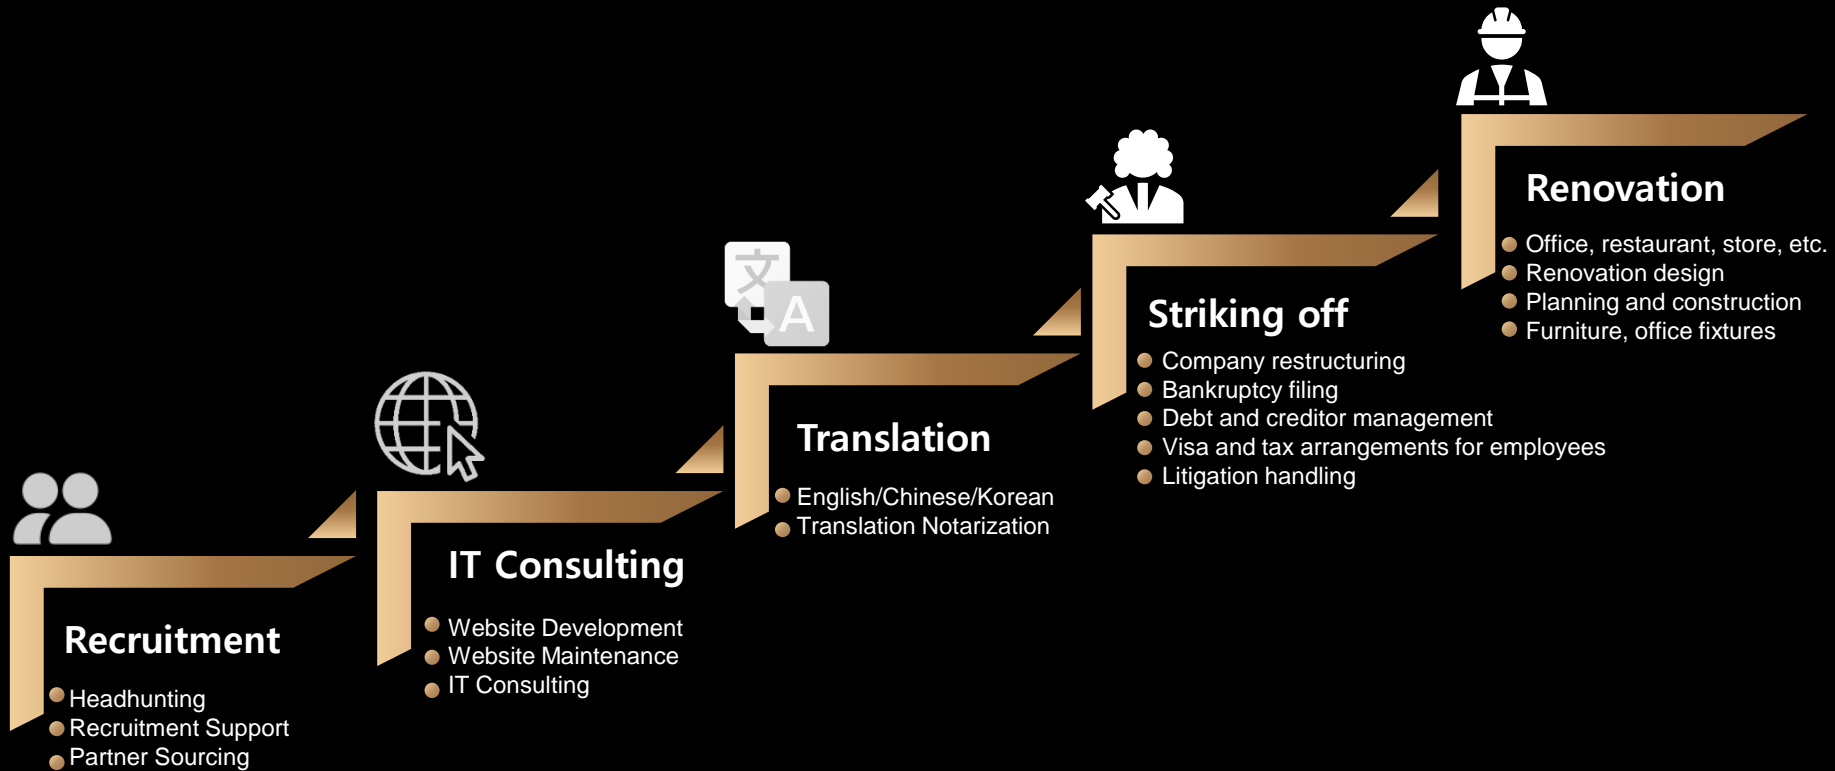 Recruitment
Headhunting
Recruitment Support
Partner Sourcing
IT Consulting
Website Development
Website Maintenance
IT Consulting
文
A
Translation
English/Chinese/Korean
Translation Notarization
Striking off
Company restructuring
Bankruptcy filing
Debt and creditor management
Visa and tax arrangements for employees
Litigation handling
Renovation
Office, restaurant, store, etc.
Renovation design
Planning and construction
Furniture, office fixtures